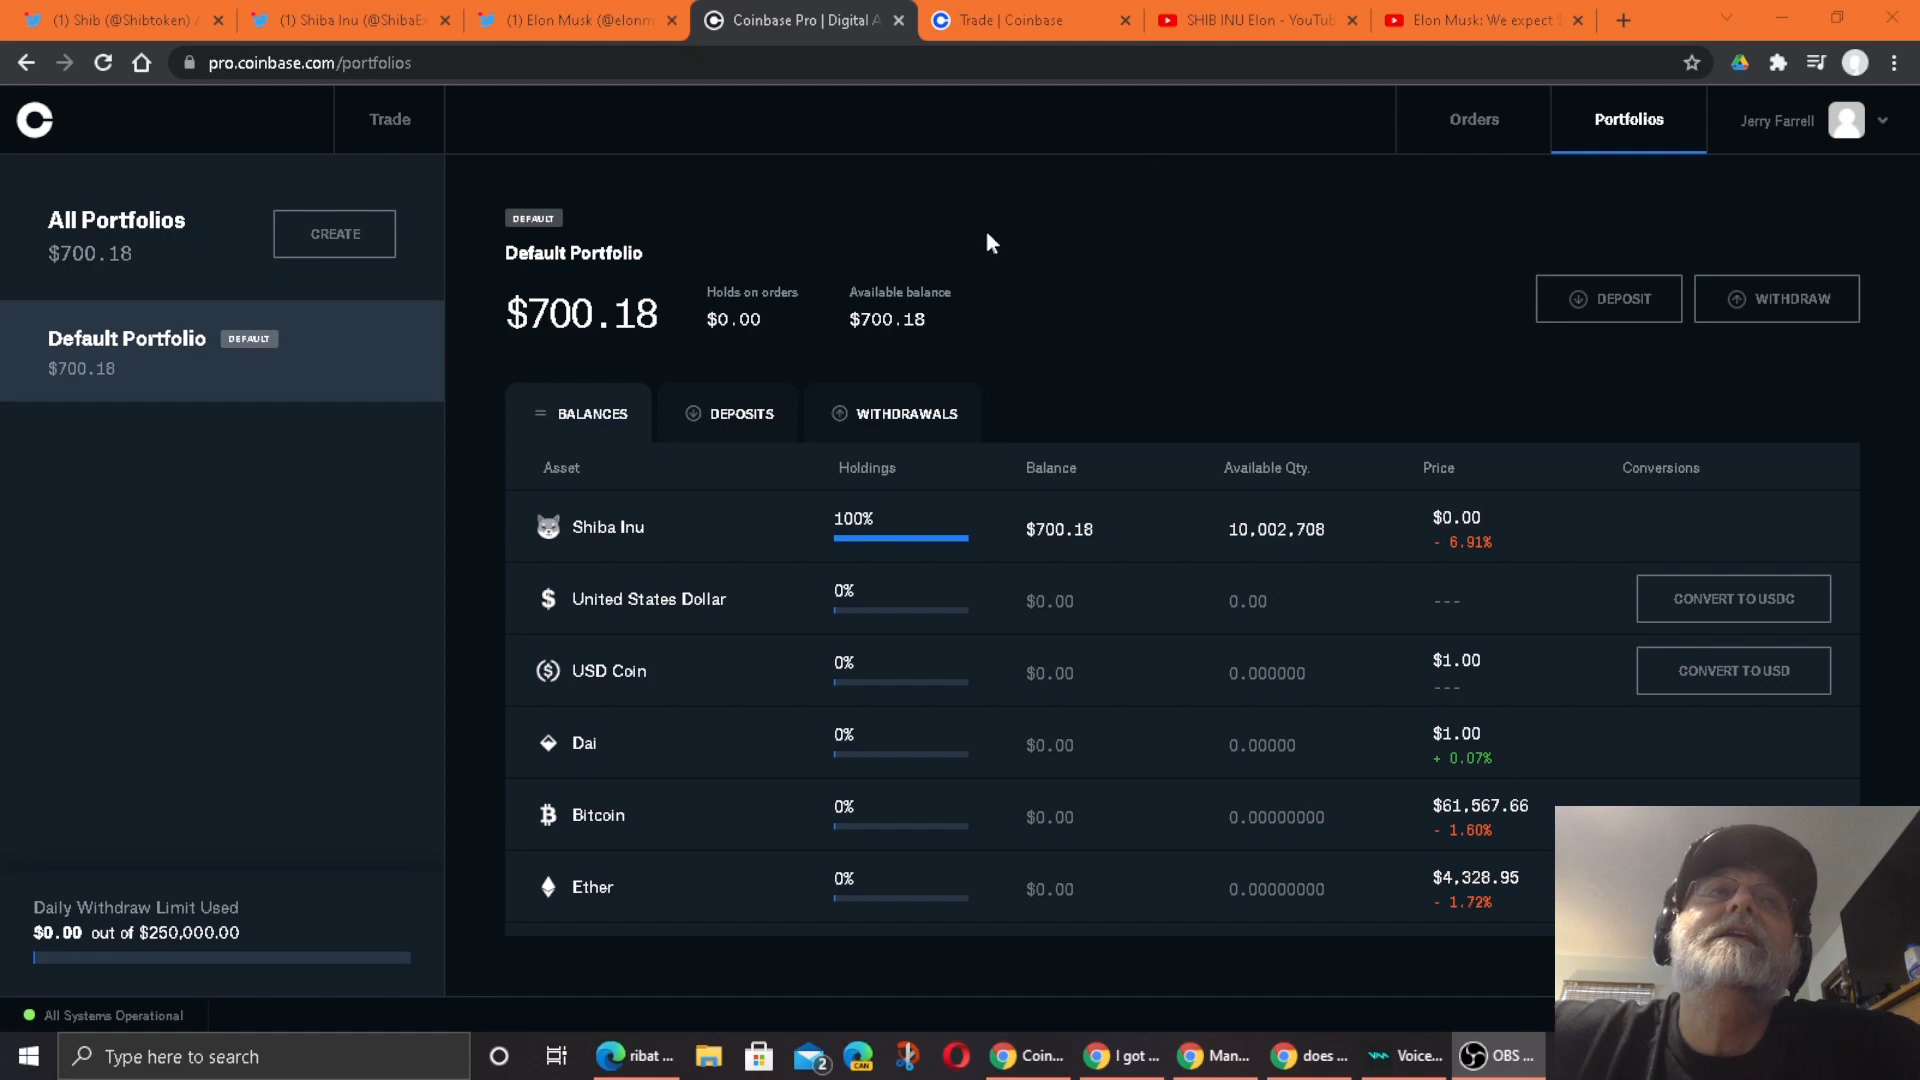 (1) Shib (@Shibtoken) /
(1) Shiba Inu (@ShibaEx
(1) Elon Musk (@elonm
Coinbase Pro | Digital A
Trade | Coinbase
SHIB INU Elon - YouTub
Elon Musk: We expect
pro.coinbase.com/portfolios
Trade
Orders
Portfolios
Jerry Farrell
All Portfolios
$700.18
CREATE
Default Portfolio DEFAULT
$700.18
DEFAULT
Default Portfolio
$700.18
Holds on orders
$0.00
Available balance
$700.18
DEPOSIT
WITHDRAW
BALANCES
DEPOSITS
WITHDRAWALS
Asset Holdings Balance Available Qty. Price Conversions
Shiba Inu 100% $700.18 10,002,708 $0.00
- 6.91%
United States Dollar 0% $0.00 0.00 --- CONVERT TO USDC
USD Coin 0% $0.00 0.000000 $1.00 CONVERT TO USD
---
Dai 0% $0.00 0.00000 $1.00
+ 0.07%
Bitcoin 0% $0.00 0.00000000 $61,567.66
- 1.60%
Ether 0% $0.00 0.00000000 $4,328.95
- 1.72%
Daily Withdraw Limit Used
$0.00 out of $250,000.00
All Systems Operational
Type here to search
ribat ...
2
CAN
Coin...
I got ...
Man...
does ...
Voice...
OBS ...